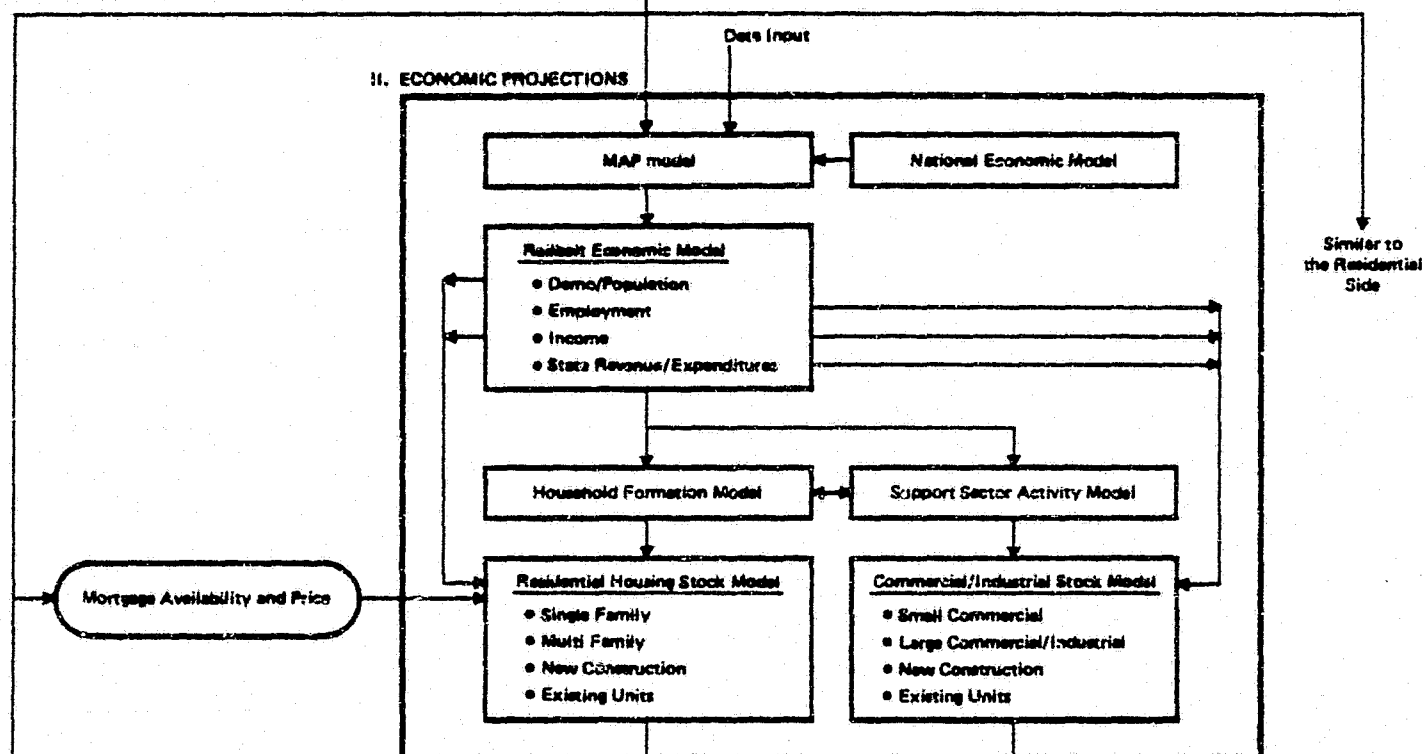 Data Input
II. ECONOMIC PROJECTIONS
MAP model
National Economic Model
Railbelt Economic Model
• Demo/Population
• Employment
• Income
• State Revenue/Expenditures
Similar to
the Residential
Side
Household Formation Model
Support Sector Activity Model
Mortgage Availability and Price
Residential Housing Stock Model
• Single Family
• Multi Family
• New Construction
• Existing Units
Commercial/Industrial Stock Model
• Small Commercial
• Large Commercial/Industrial
• New Construction
• Existing Units